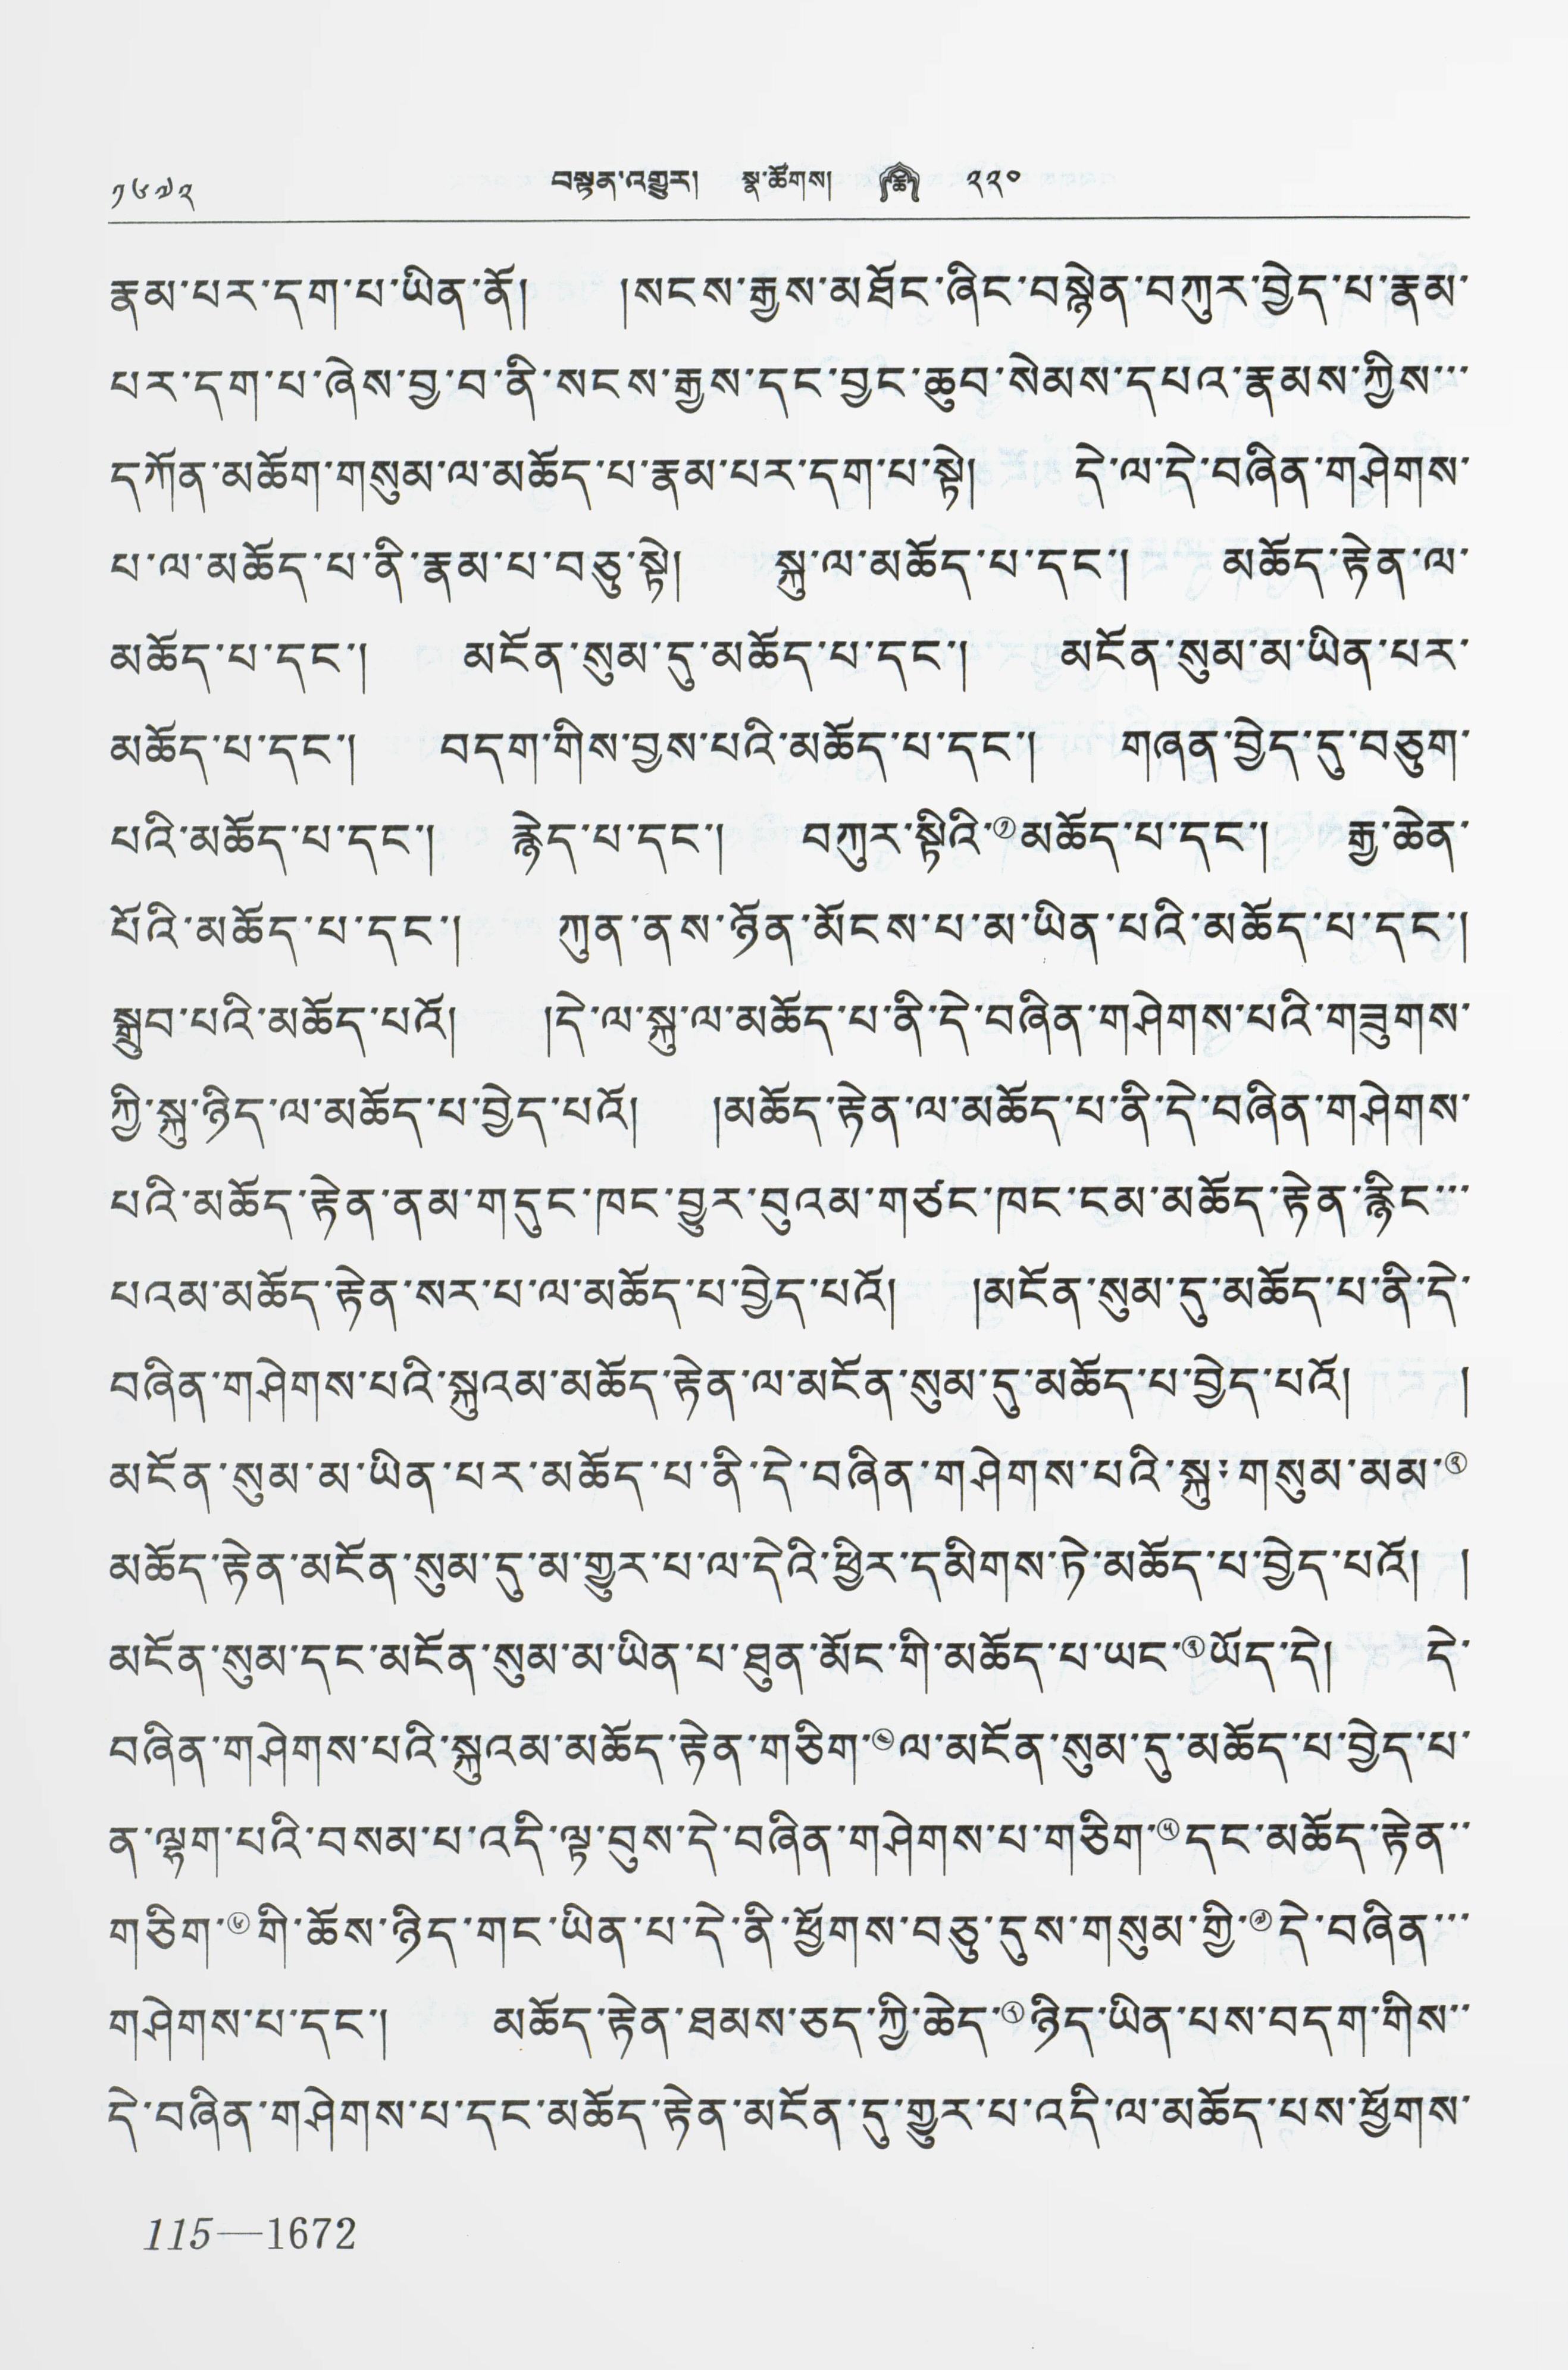 ༡༦༧༢ བསྟན་འགྱུར། སྣ་ཚོགས། ༢༢༠
རྣམ་པར་དག་པ་ཡིན་ནོ། །སངས་རྒྱས་མཐོང་ཞིང་བསྙེན་བཀུར་བྱེད་པ་རྣམ་
པར་དག་པ་ཞེས་བྱ་བ་ནི་སངས་རྒྱས་དང་བྱང་ཆུབ་སེམས་དཔའ་རྣམས་ཀྱིས་་་
དཀོན་མཆོག་གསུམ་ལ་མཆོད་པ་རྣམ་པར་དག་པ་སྟེ། དེ་ལ་དེ་བཞིན་གཤེགས་
པ་ལ་མཆོད་པ་ནི་རྣམ་པ་བཅུ་སྟེ། སྐུ་ལ་མཆོད་པ་དང་། མཆོད་རྟེན་ལ་
མཆོད་པ་དང་། མངོན་སུམ་དུ་མཆོད་པ་དང་། མངོན་སུམ་མ་ཡིན་པར་
མཆོད་པ་དང་། བདག་གིས་བྱས་པའི་མཆོད་པ་དང་། གཞན་བྱེད་དུ་བཅུག་
པའི་མཆོད་པ་དང་། རྙེད་པ་དང་། བཀུར་སྟིའི་①མཆོད་པ་དང་། རྒྱ་ཆེན་
པོའི་མཆོད་པ་དང་། ཀུན་ནས་ཉོན་མོངས་པ་མ་ཡིན་པའི་མཆོད་པ་དང་།
སྒྲུབ་པའི་མཆོད་པའོ། །དེ་ལ་སྐུ་ལ་མཆོད་པ་ནི་དེ་བཞིན་གཤེགས་པའི་གཟུགས་
ཀྱི་སྐུ་ཉིད་ལ་མཆོད་པ་བྱེད་པའོ། །མཆོད་རྟེན་ལ་མཆོད་པ་ནི་དེ་བཞིན་གཤེགས་
པའི་མཆོད་རྟེན་ནམ་གདུང་ཁང་བྱུར་བུའམ་གཙང་ཁང་ངམ་མཆོད་རྟེན་རྙིང་་་
པའམ་མཆོད་རྟེན་སར་པ་ལ་མཆོད་པ་བྱེད་པའོ། །མངོན་སུམ་དུ་མཆོད་པ་ནི་དེ་
བཞིན་གཤེགས་པའི་སྐུའམ་མཆོད་རྟེན་ལ་མངོན་སུམ་དུ་མཆོད་པ་བྱེད་པའོ། །
མངོན་སུམ་མ་ཡིན་པར་མཆོད་པ་ནི་དེ་བཞིན་གཤེགས་པའི་སྐུ་གསུམ་མམ་②
མཆོད་རྟེན་མངོན་སུམ་དུ་མ་གྱུར་པ་ལ་དེའི་ཕྱིར་དམིགས་ཏེ་མཆོད་པ་བྱེད་པའོ། །
མངོན་སུམ་དང་མངོན་སུམ་མ་ཡིན་པ་ཐུན་མོང་གི་མཆོད་པ་ཡང་③ཡོད་དེ། དེ་
བཞིན་གཤེགས་པའི་སྐུའམ་མཆོད་རྟེན་གཅིག་④ལ་མངོན་སུམ་དུ་མཆོད་པ་བྱེད་པ་
ན་ལྷག་པའི་བསམ་པ་འདི་ལྟ་བུས་དེ་བཞིན་གཤེགས་པ་གཅིག་⑤དང་མཆོད་རྟེན་་
གཅིག་⑥གི་ཆོས་ཉིད་གང་ཡིན་པ་དེ་ནི་ཕྱོགས་བཅུ་དུས་གསུམ་གྱི་⑦དེ་བཞིན་་་
གཤེགས་པ་དང་། མཆོད་རྟེན་ཐམས་ཅད་ཀྱི་ཆེད་⑧ཉིད་ཡིན་པས་བདག་གིས་་
དེ་བཞིན་གཤེགས་པ་དང་མཆོད་རྟེན་མངོན་དུ་གྱུར་པ་འདི་ལ་མཆོད་པས་ཕྱོགས་
115—1672